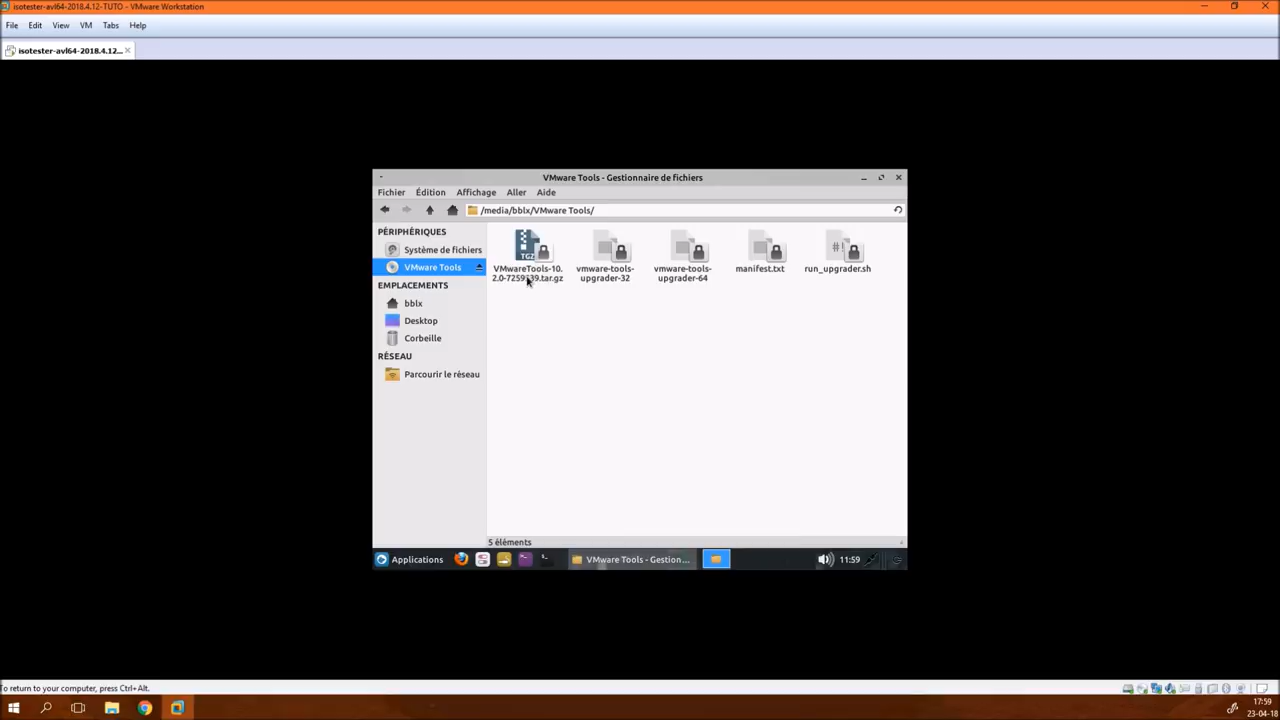 isotester-avl64-2018.4.12-TUTO - VMware Workstation
File Edit View VM Tabs Help
isotester-avl64-2018.4.12...
VMware Tools - Gestionnaire de fichiers
Fichier Édition Affichage Aller Aide
/media/bblx/VMware Tools/
PÉRIPHÉRIQUES
Système de fichiers
VMware Tools
EMPLACEMENTS
bblx
Desktop
Corbeille
RÉSEAU
Parcourir le réseau
TGZ
VMwareTools-10.
2.0-7259539.tar.gz
vmware-tools-
upgrader-32
vmware-tools-
upgrader-64
manifest.txt
#!
run_upgrader.sh
5 éléments
Applications
VMware Tools - Gestion...
11:59
To return to your computer, press Ctrl+Alt.
17:59
23-04-18